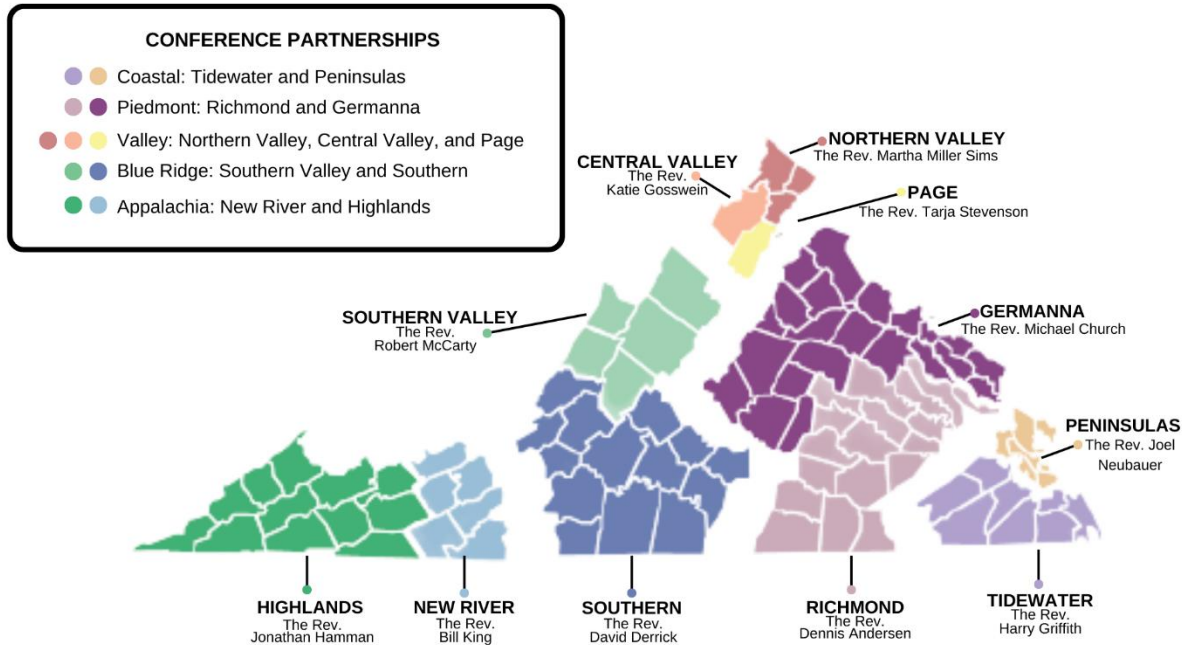 CONFERENCE PARTNERSHIPS
Coastal: Tidewater and Peninsulas
Piedmont: Richmond and Germanna
Valley: Northern Valley, Central Valley, and Page
Blue Ridge: Southern Valley and Southern
Appalachia: New River and Highlands
NORTHERN VALLEY
The Rev. Martha Miller Sims
CENTRAL VALLEY
The Rev.
Katie Gosswein
PAGE
The Rev. Tarja Stevenson
SOUTHERN VALLEY
The Rev.
Robert McCarty
GERMANNA
The Rev. Michael Church
PENINSULAS
The Rev. Joel
Neubauer
HIGHLANDS
The Rev.
Jonathan Hamman
NEW RIVER
The Rev.
Bill King
SOUTHERN
The Rev.
David Derrick
RICHMOND
The Rev.
Dennis Andersen
TIDEWATER
The Rev.
Harry Griffith